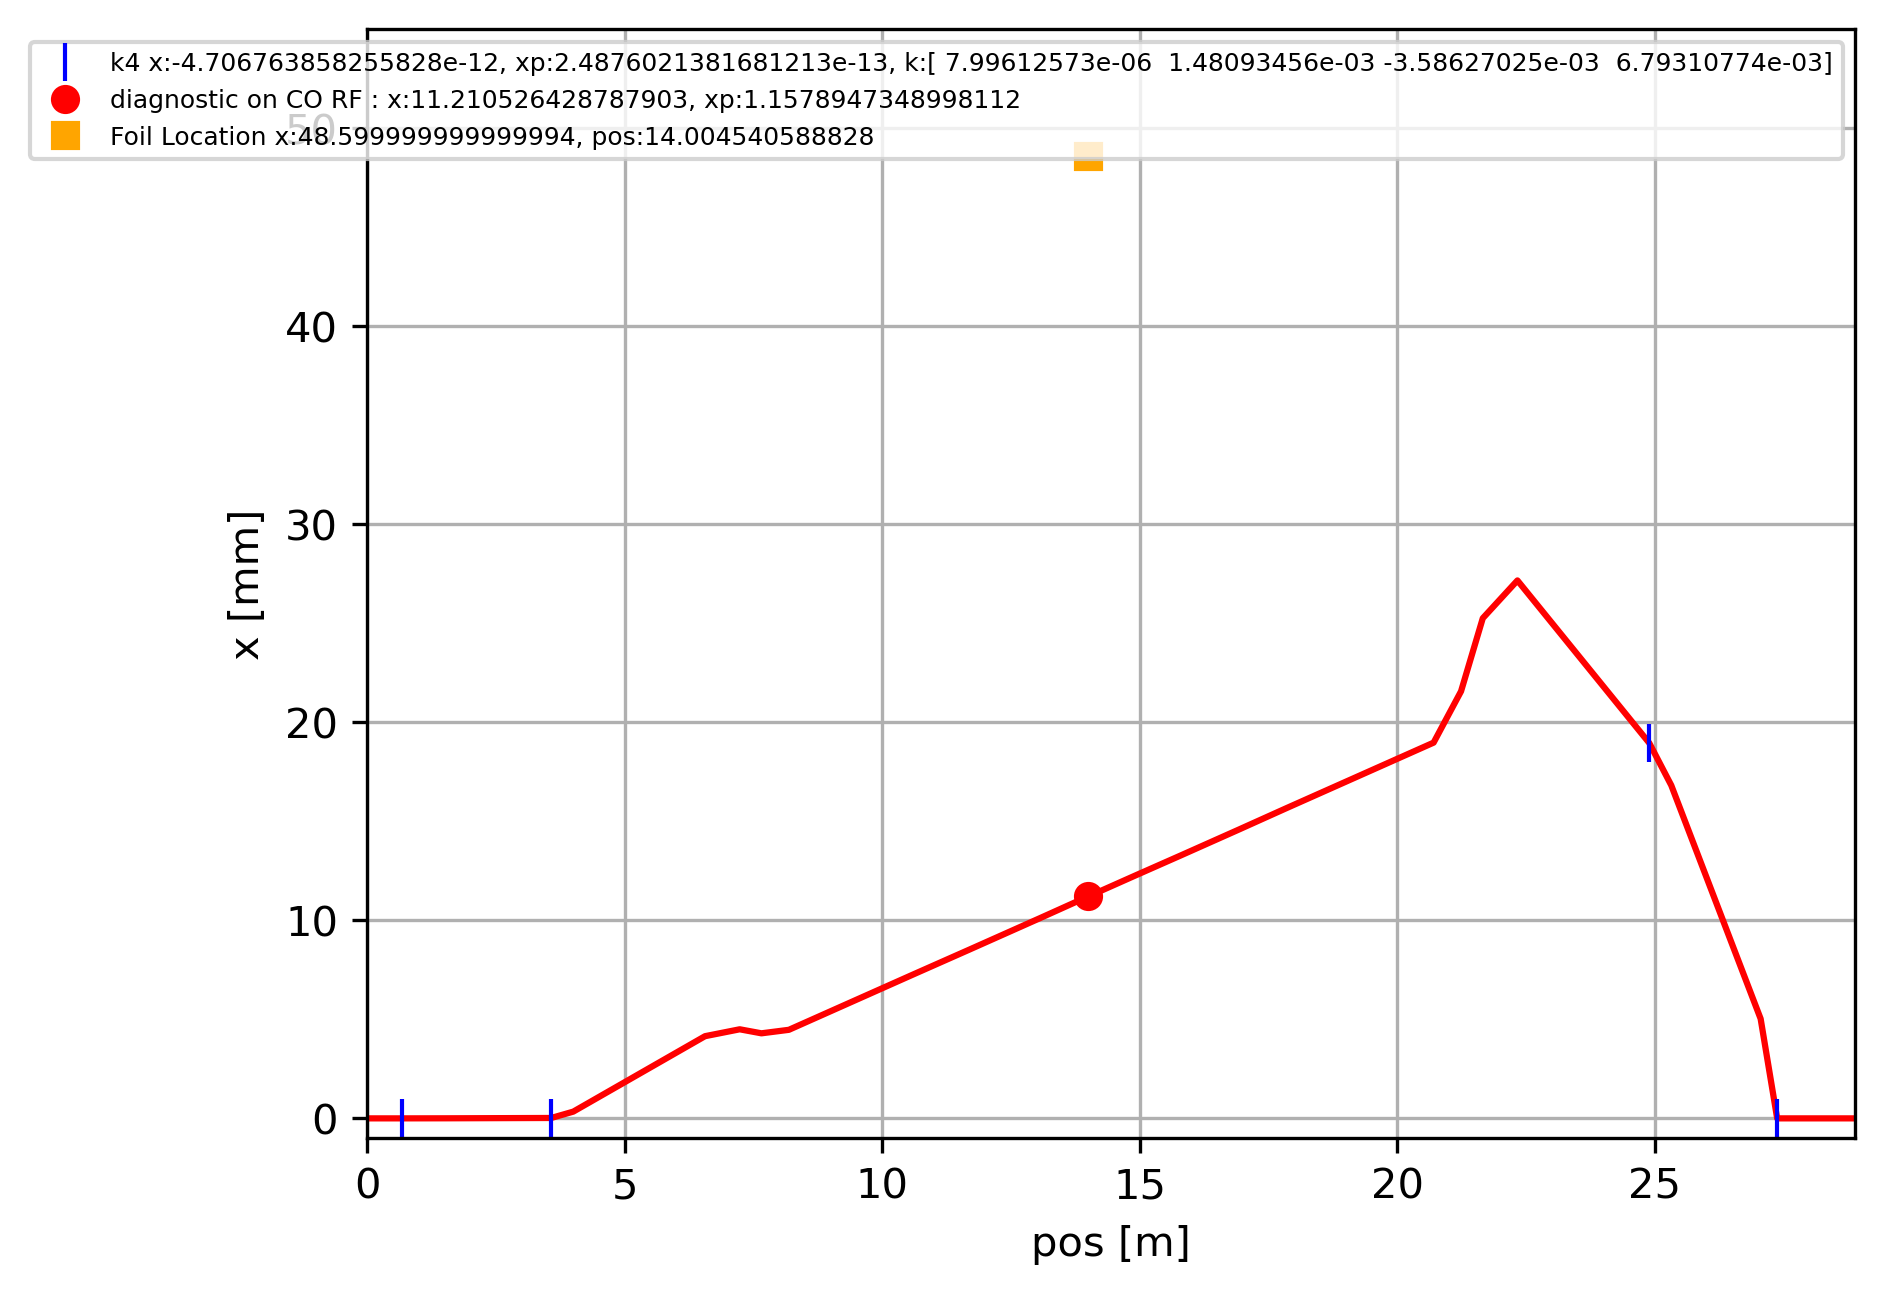 k4 x:-4.706763858255828e-12, xp:2.4876021381681213e-13, k:[ 7.99612573e-06  1.48093456e-03 -3.58627025e-03  6.79310774e-03]
diagnostic on CO RF : x:11.210526428787903, xp:1.1578947348998112
Foil Location x:48.599999999999994, pos:14.004540588828
50
40
30
20
10
0
x [mm]
0 5 10 15 20 25
pos [m]